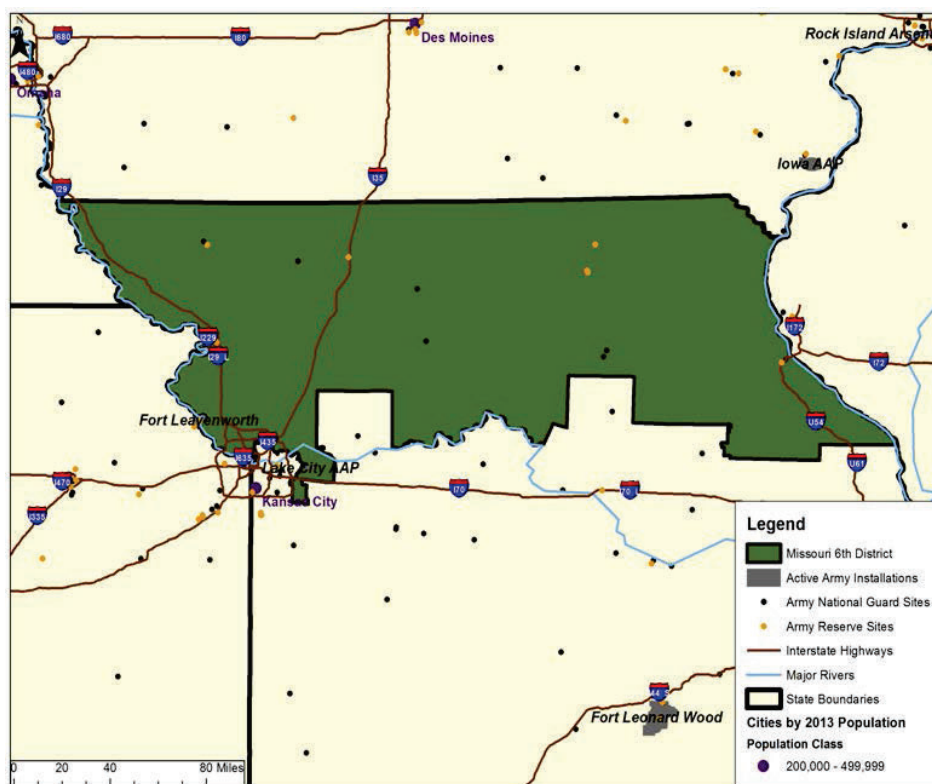 N
I680
I80
Des Moines
Rock Island Arsen
I480
Omaha
Iowa AAP
I29
I35
I229
I29
I172
I72
Fort Leavenworth
U54
I435
I635
Lake City AAP
U61
I470
I70
70
Kansas City
I335
Legend
Missouri 6th District
Active Army Installations
Army National Guard Sites
Army Reserve Sites
Interstate Highways
Major Rivers
State Boundaries
Cities by 2013 Population
Population Class
200,000 - 499,999
44
Fort Leonard Wood
0 20 40 80 Miles